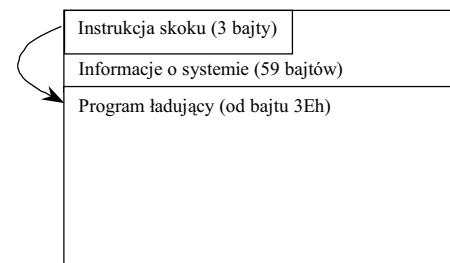 Instrukcja skoku (3 bajty)
Informacje o systemie (59 bajtów)
Program ładujący (od bajtu 3Eh)